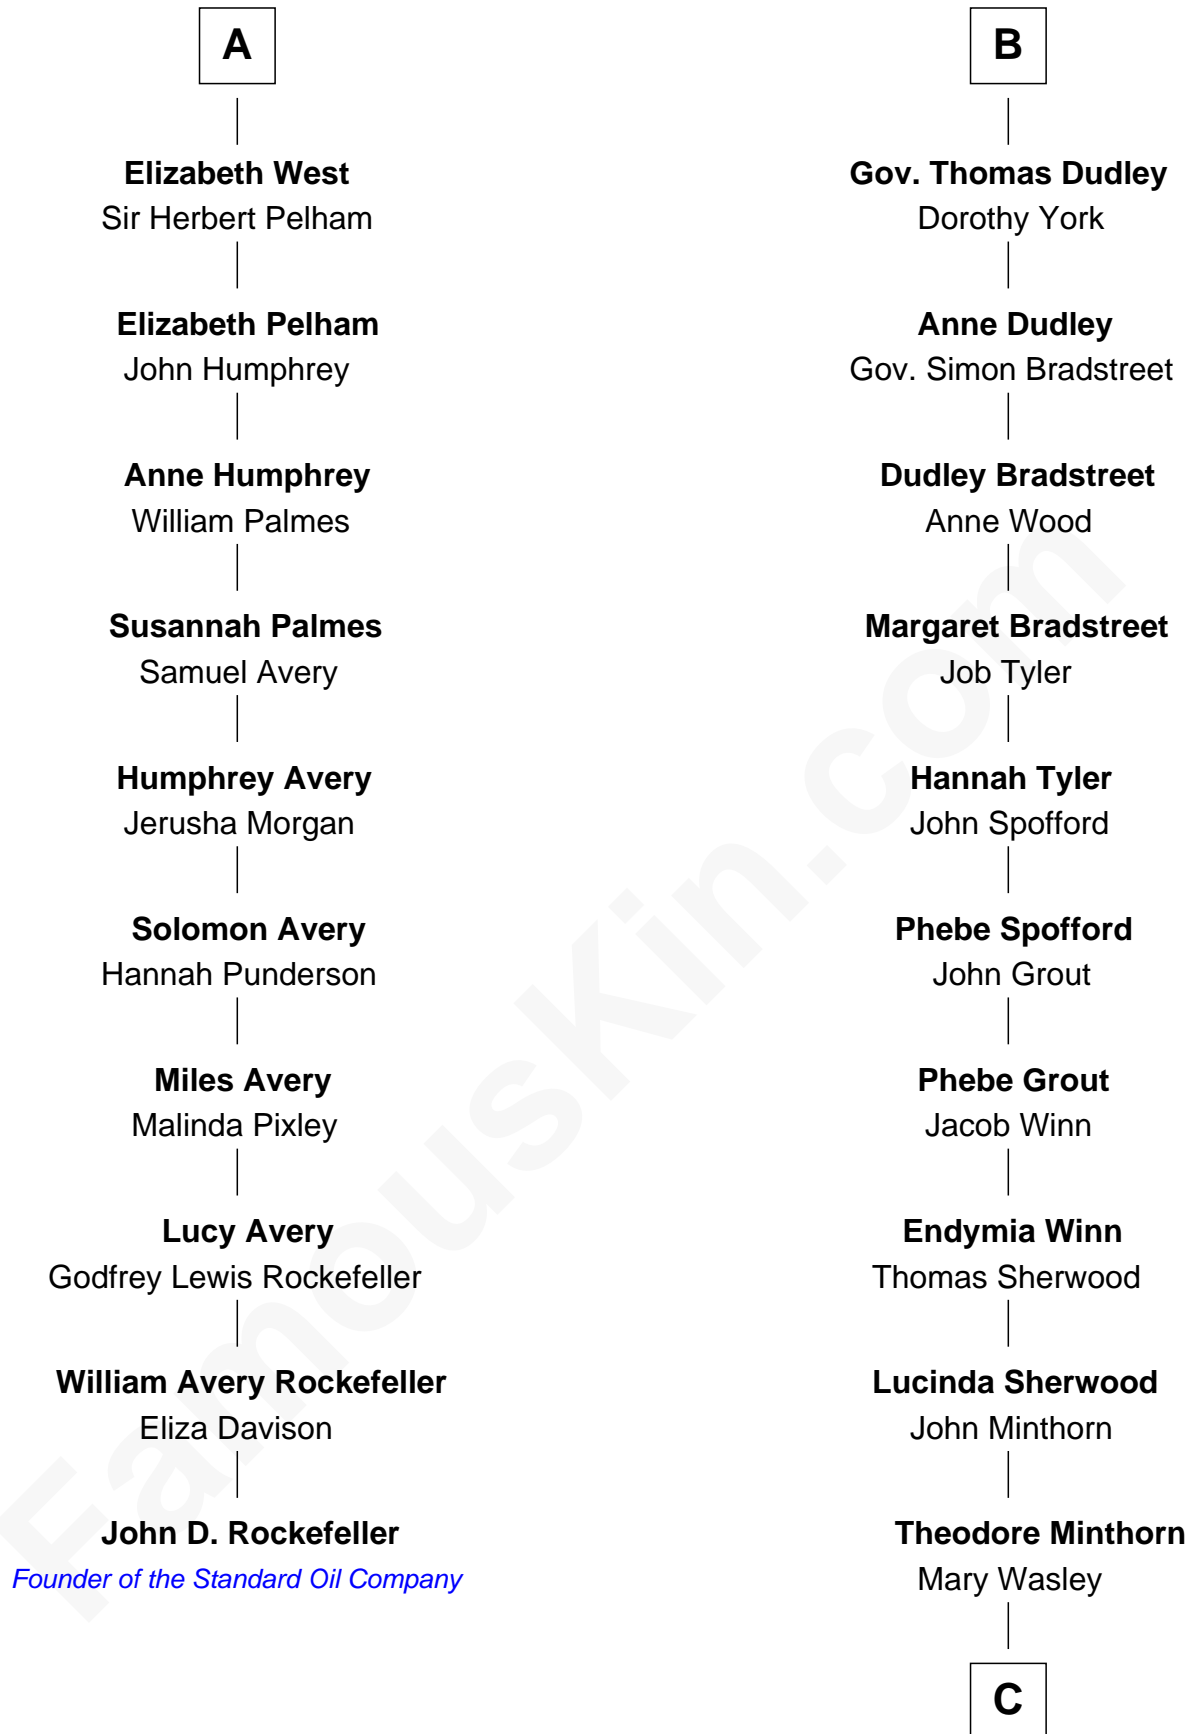 A
Elizabeth West
Sir Herbert Pelham
Elizabeth Pelham
John Humphrey
Anne Humphrey
William Palmes
Susannah Palmes
Samuel Avery
Humphrey Avery
Jerusha Morgan
Solomon Avery
Hannah Punderson
Miles Avery
Malinda Pixley
Lucy Avery
Godfrey Lewis Rockefeller
William Avery Rockefeller
Eliza Davison
John D. Rockefeller
Founder of the Standard Oil Company
B
Gov. Thomas Dudley
Dorothy York
Anne Dudley
Gov. Simon Bradstreet
Dudley Bradstreet
Anne Wood
Margaret Bradstreet
Job Tyler
Hannah Tyler
John Spofford
Phebe Spofford
John Grout
Phebe Grout
Jacob Winn
Endymia Winn
Thomas Sherwood
Lucinda Sherwood
John Minthorn
Theodore Minthorn
Mary Wasley
C
FamousKin.com